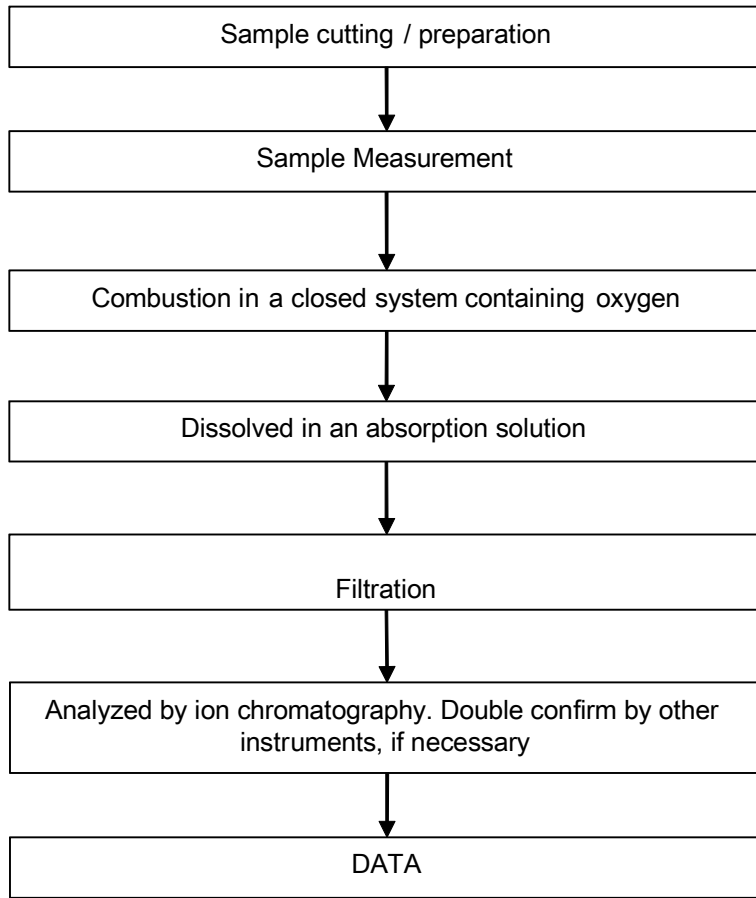 Sample cutting / preparation
Sample Measurement
Combustion in a closed system containing oxygen
Dissolved in an absorption solution
Filtration
Analyzed by ion chromatography. Double confirm by other
instruments, if necessary
DATA